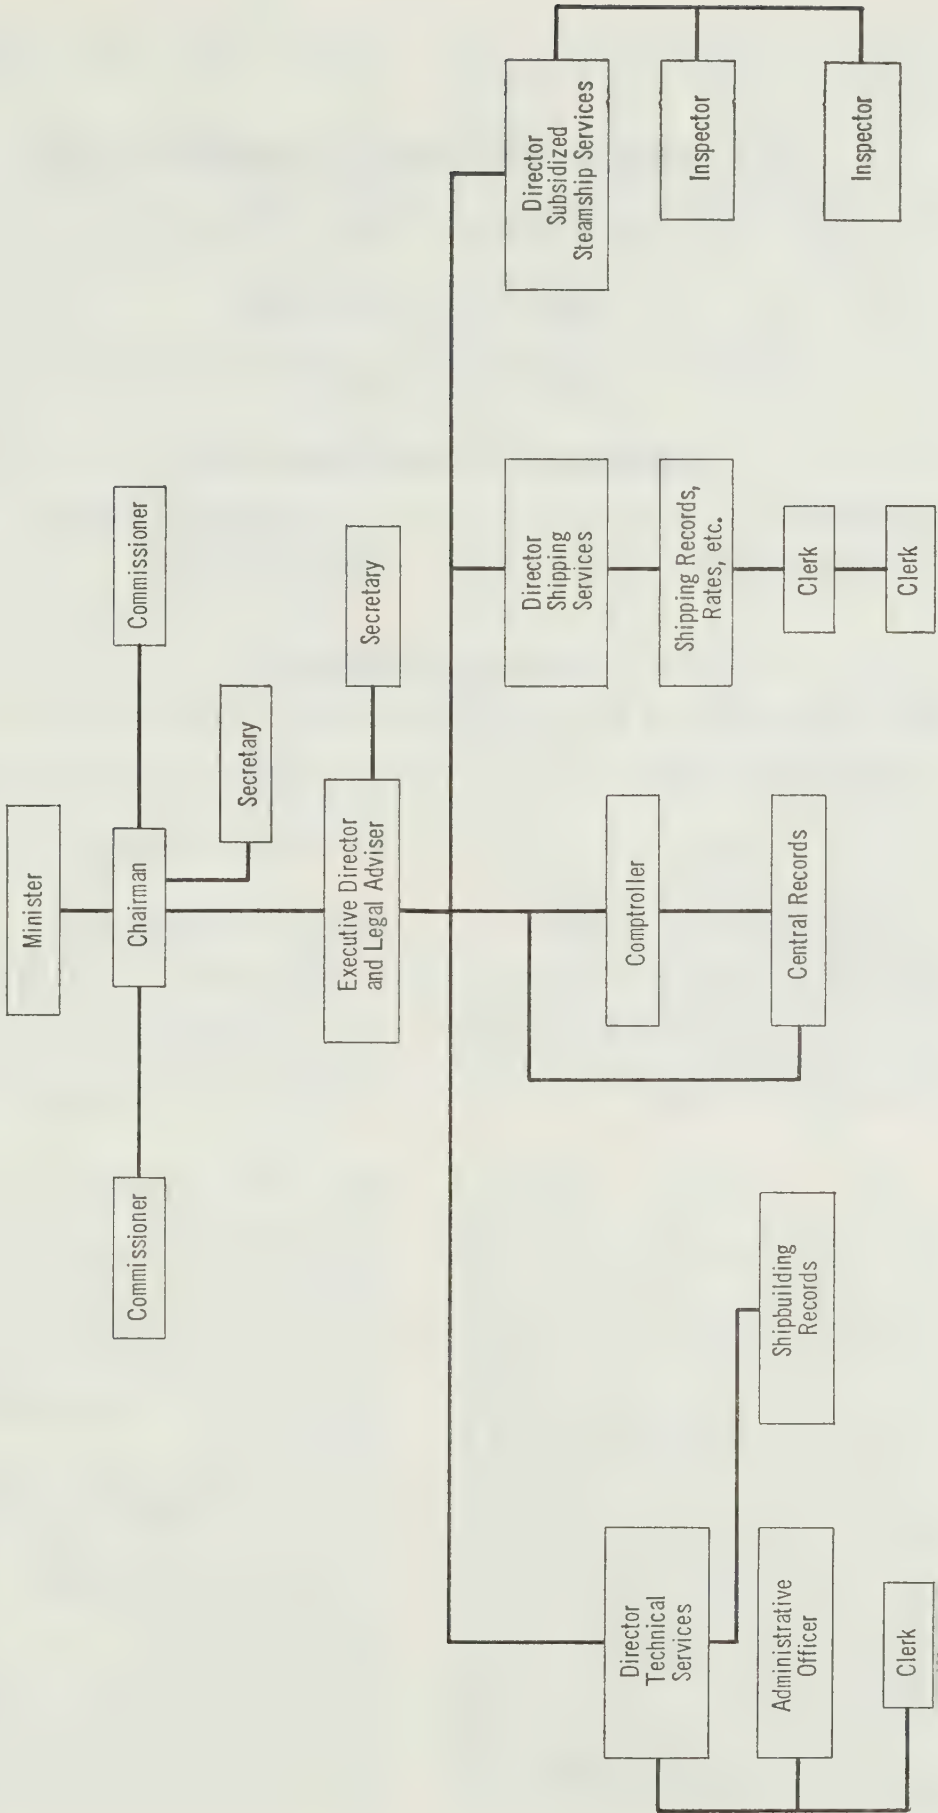 Minister
Commissioner
Chairman
Commissioner
Secretary
Executive Director
and Legal Adviser
Secretary
Director
Technical
Services
Shipbuilding
Records
Administrative
Officer
Clerk
Comptroller
Central Records
Director
Shipping
Services
Shipping Records,
Rates, etc.
Clerk
Clerk
Director
Subsidized
Steamship Services
Inspector
Inspector